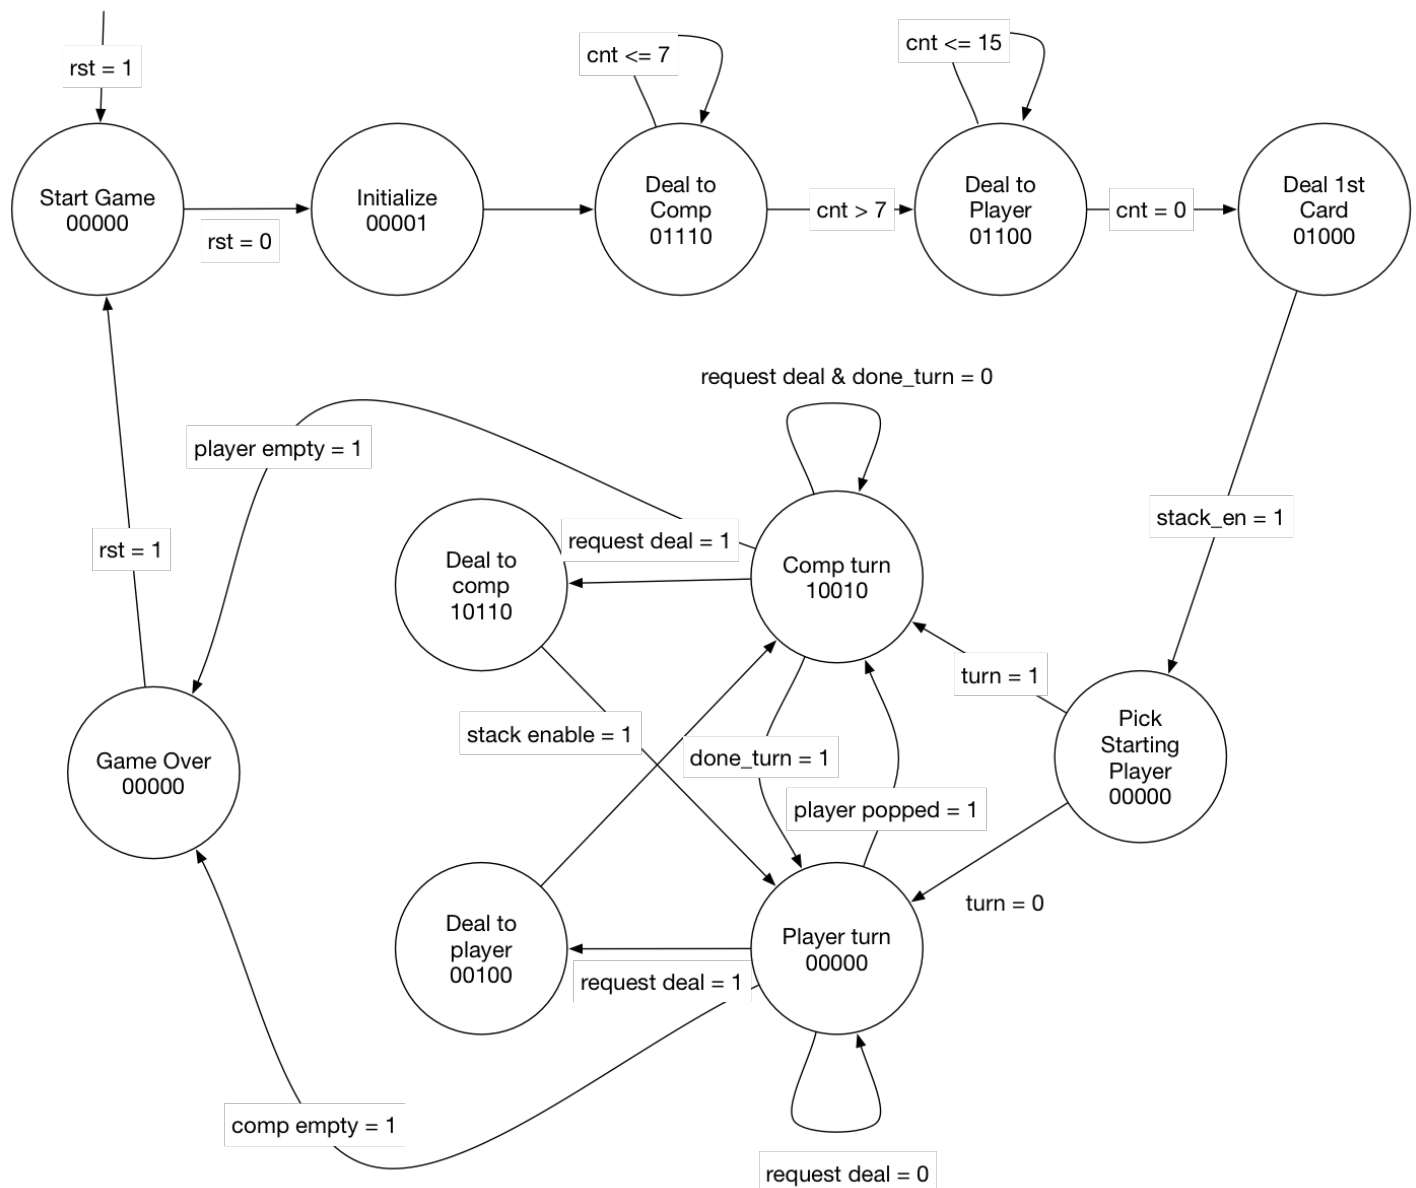 rst = 1
cnt <= 7
cnt <= 15
Start Game
00000
rst = 0
Initialize
00001
Deal to
Comp
01110
cnt > 7
Deal to
Player
01100
cnt = 0
Deal 1st
Card
01000
request deal & done_turn = 0
player empty = 1
stack_en = 1
rst = 1
request deal = 1
Deal to
comp
10110
Comp turn
10010
turn = 1
Pick
Starting
Player
00000
stack enable = 1
done_turn = 1
player popped = 1
Game Over
00000
turn = 0
Deal to
player
00100
Player turn
00000
request deal = 1
comp empty = 1
request deal = 0